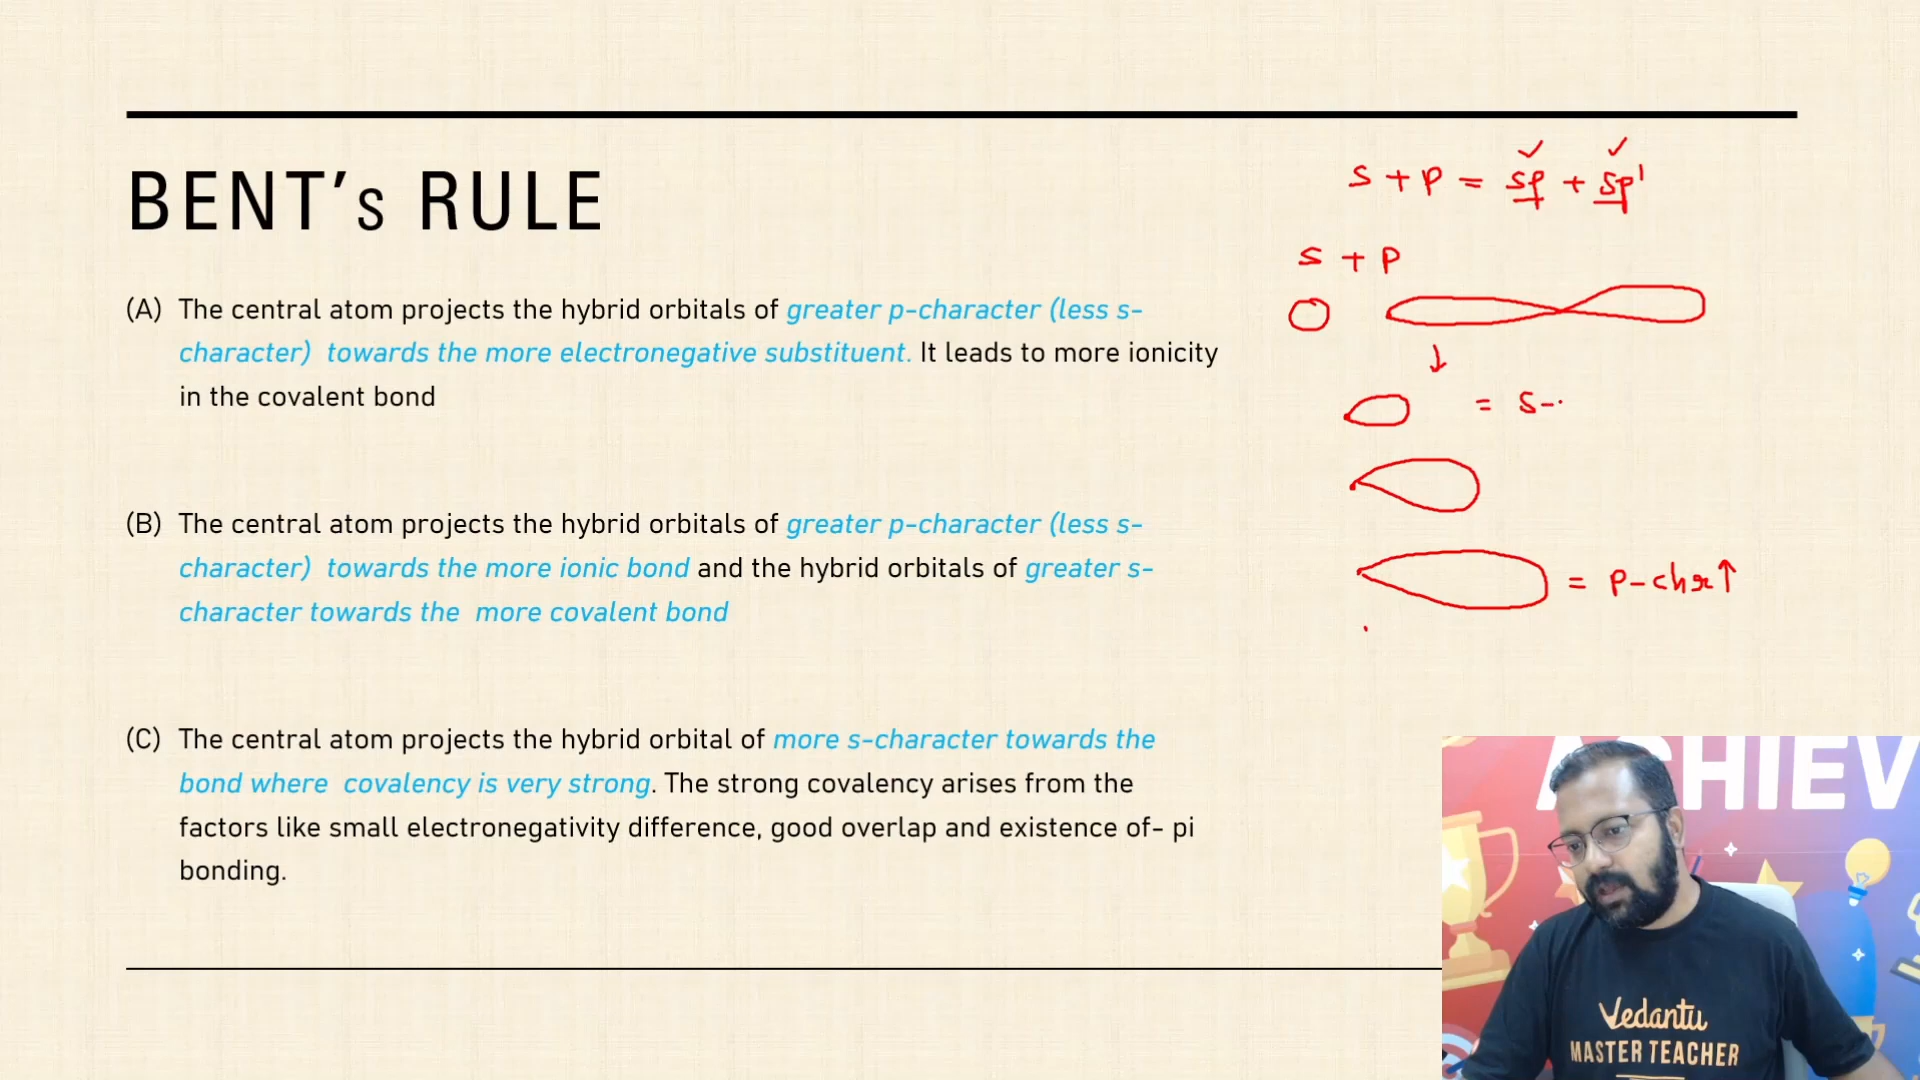 BENT's RULE
(A) The central atom projects the hybrid orbitals of greater p-character (less s-
character) towards the more electronegative substituent. It leads to more ionicity
in the covalent bond
(B) The central atom projects the hybrid orbitals of greater p-character (less s-
character) towards the more ionic bond and the hybrid orbitals of greater s-
character towards the more covalent bond
(C) The central atom projects the hybrid orbital of more s-character towards the
bond where covalency is very strong. The strong covalency arises from the
factors like small electronegativity difference, good overlap and existence of- pi
bonding.
s + p = sp + sp'
s + p
= s-
= p-chr↑
ACHIEV
Vedantu
MASTER TEACHER